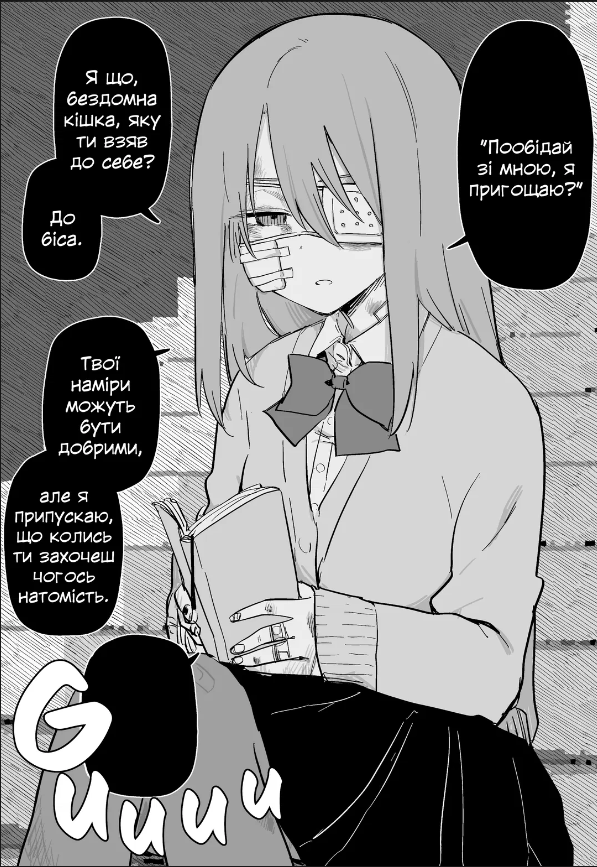 "Пообідай
зі мною, я
пригощаю?"
Я що,
бездомна
кішка, яку
ти взяв
до себе?
До
біса.
Твої
наміри
можуть
бути
добрими,
але я
припускаю,
що колись
ти захочеш
чогось
натомість.
Guuuu